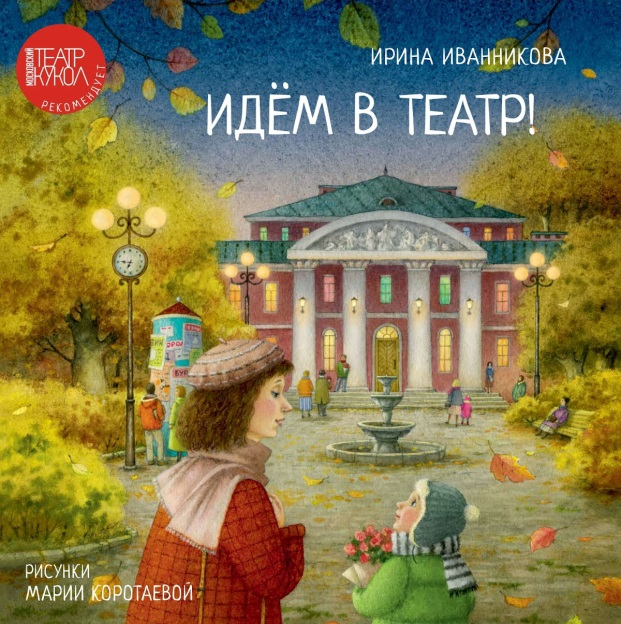 МОСКОВСКИЙ
ТЕАТР
КУКОЛ
РЕКОМЕНДУЕТ
ИРИНА ИВАННИКОВА
ИДЁМ В ТЕАТР!
РИСУНКИ
МАРИИ КОРОТАЕВОЙ